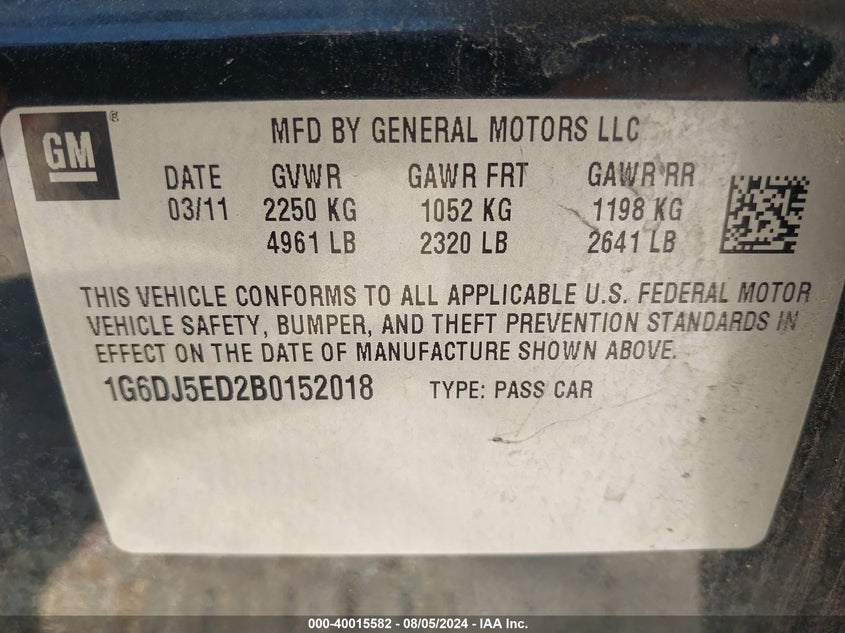 GM®
MFD BY GENERAL MOTORS LLC
DATE GVWR GAWR FRT GAWR RR
03/11 2250 KG 1052 KG 1198 KG
4961 LB 2320 LB 2641 LB
THIS VEHICLE CONFORMS TO ALL APPLICABLE U.S. FEDERAL MOTOR
VEHICLE SAFETY, BUMPER, AND THEFT PREVENTION STANDARDS IN
EFFECT ON THE DATE OF MANUFACTURE SHOWN ABOVE.
1G6DJ5ED2B0152018 TYPE: PASS CAR
000-40015582 - 08/05/2024 - IAA Inc.